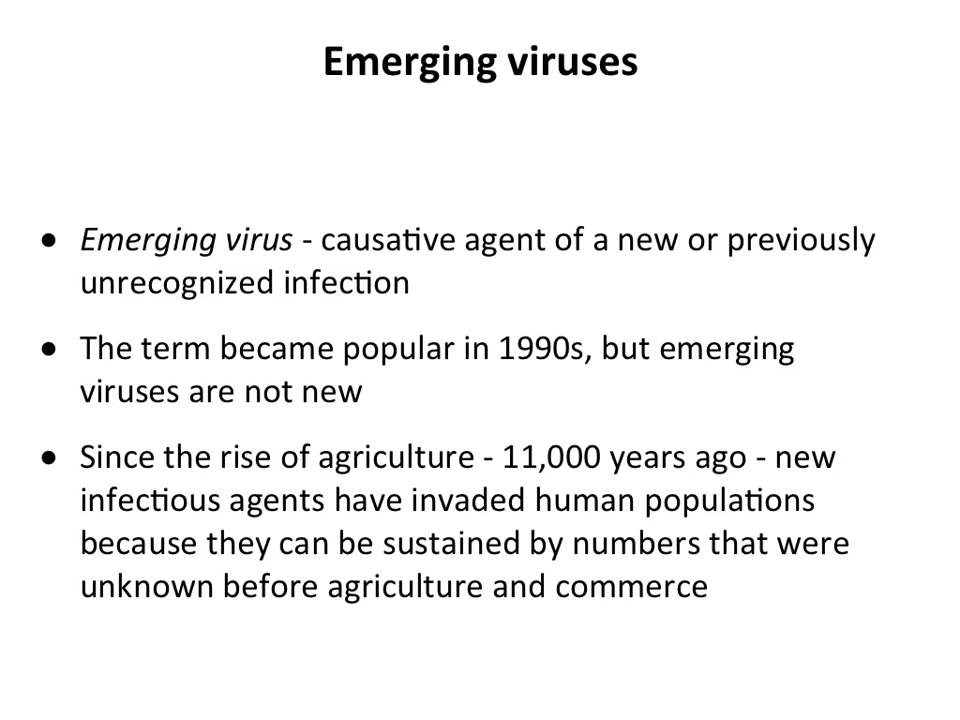 Emerging viruses
● Emerging virus - causative agent of a new or previously
unrecognized infection
● The term became popular in 1990s, but emerging
viruses are not new
● Since the rise of agriculture - 11,000 years ago - new
infectious agents have invaded human populations
because they can be sustained by numbers that were
unknown before agriculture and commerce